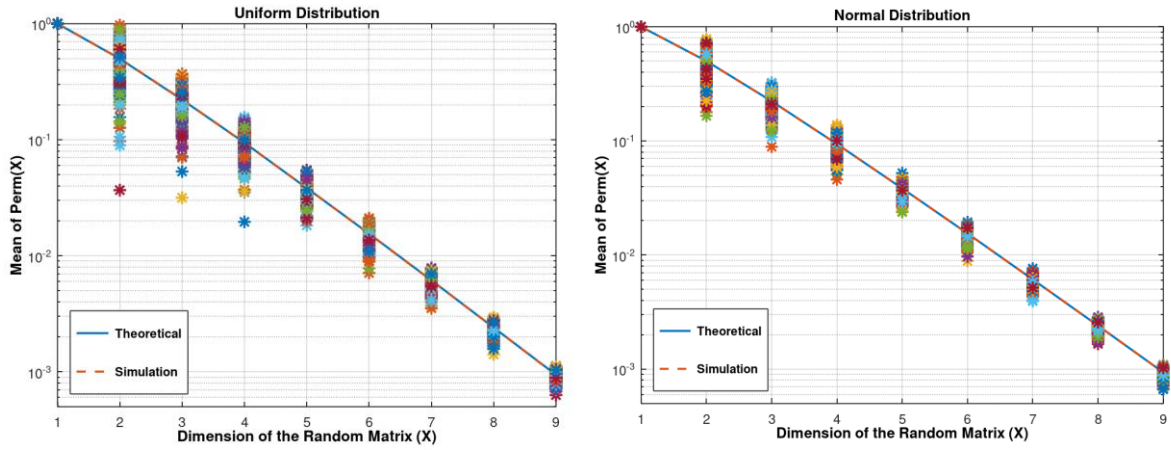 Uniform Distribution
10^0
10^-1
10^-2
10^-3
Mean of Perm(X)
Theoretical
Simulation
1 2 3 4 5 6 7 8 9
Dimension of the Random Matrix (X)
Normal Distribution
10^0
10^-1
10^-2
10^-3
Mean of Perm(X)
Theoretical
Simulation
1 2 3 4 5 6 7 8 9
Dimension of the Random Matrix (X)